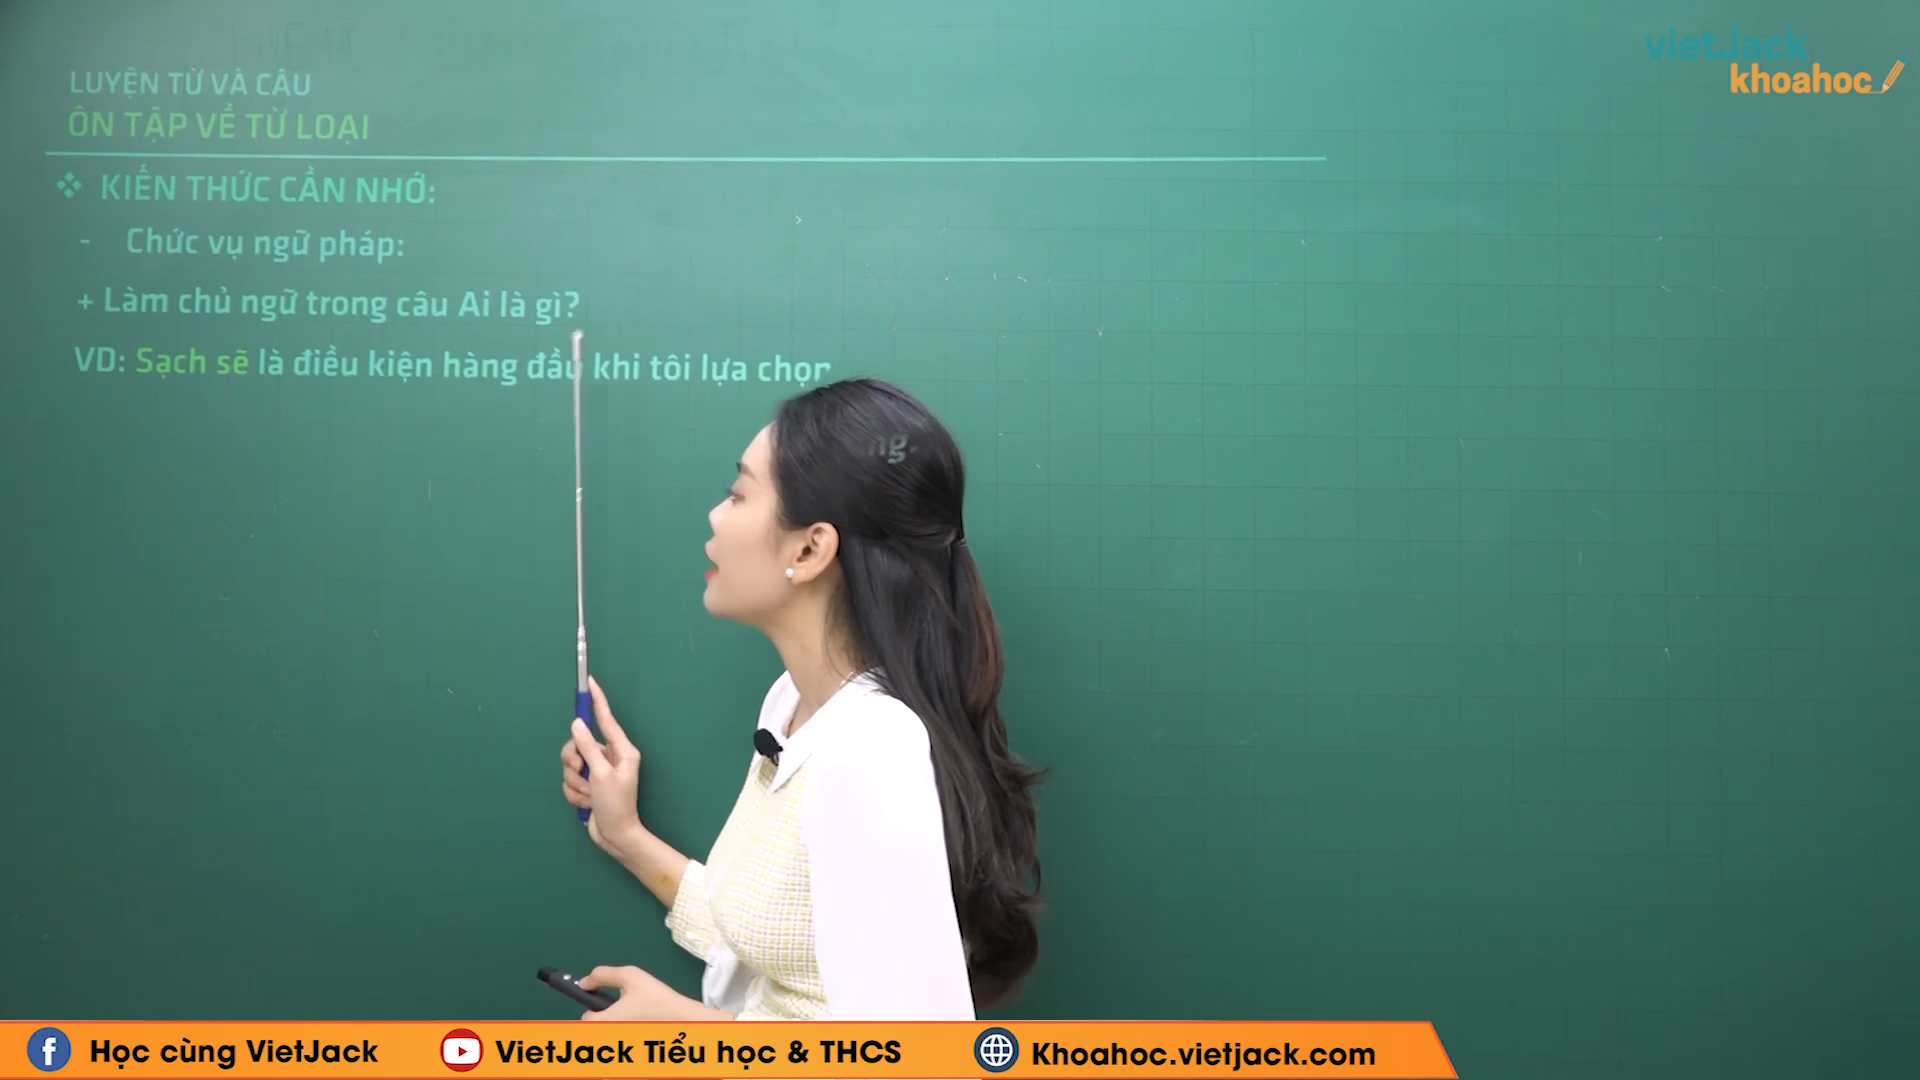 vietJack
khoahoc
LUYỆN TỪ VÀ CÂU
ÔN TẬP VỀ TỪ LOẠI
❖ KIẾN THỨC CẦN NHỚ:
- Chức vụ ngữ pháp:
+ Làm chủ ngữ trong câu Ai là gì?
VD: Sạch sẽ là điều kiện hàng đầu khi tôi lựa chọn
Học cùng VietJack
VietJack Tiểu học & THCS
Khoahoc.vietjack.com